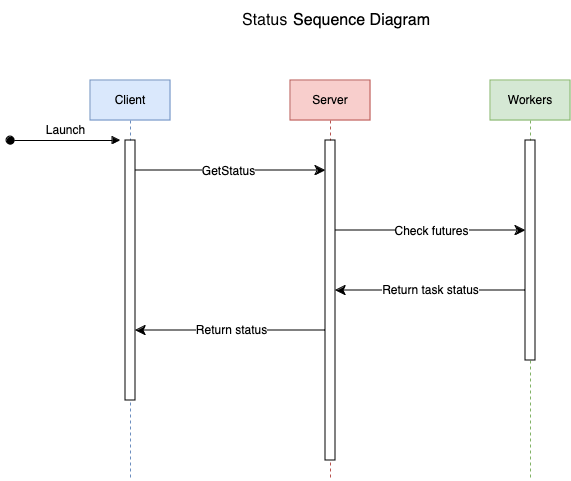 Status Sequence Diagram
Client
Server
Workers
Launch
GetStatus
Check futures
Return task status
Return status